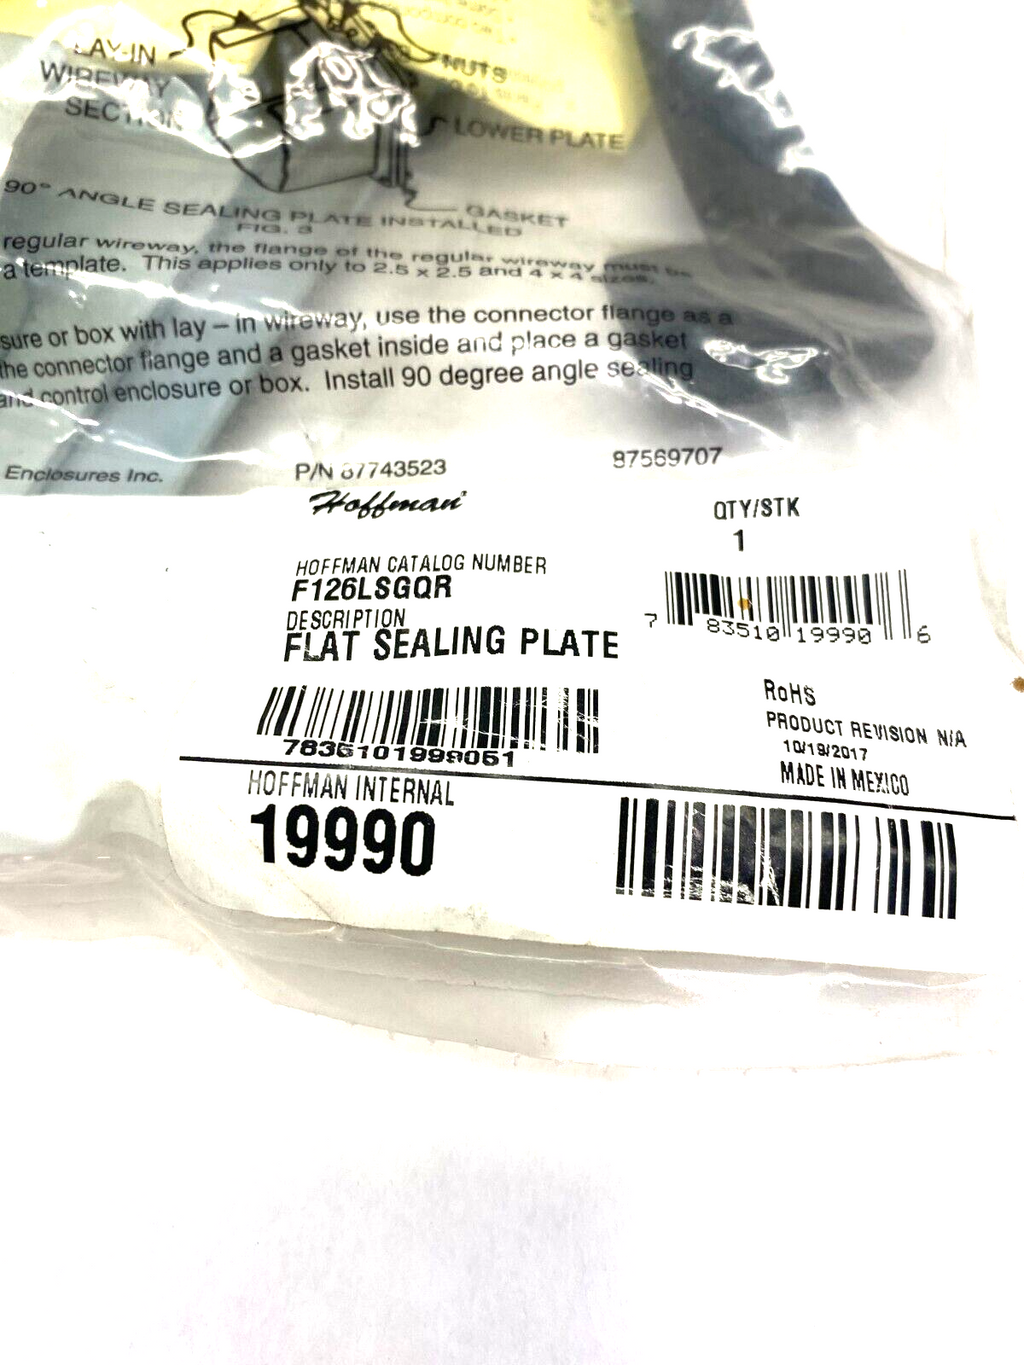 LAY-IN
WIREWAY
SECTION
NUTS
LOWER PLATE
GASKET
90° ANGLE SEALING PLATE INSTALLED
FIG. 3
regular wireway, the flange of the regular wireway must be
a template. This applies only to 2.5 x 2.5 and 4 x 4 sizes.
sure or box with lay – in wireway, use the connector flange as a
the connector flange and a gasket inside and place a gasket
and control enclosure or box. Install 90 degree angle sealing
Enclosures Inc.
P/N 87743523
87569707
Hoffman
QTY/STK
1
HOFFMAN CATALOG NUMBER
F126LSGQR
DESCRIPTION
FLAT SEALING PLATE
7 83510 19990 6
7835101999051
RoHS
PRODUCT REVISION N/A
10/19/2017
MADE IN MEXICO
HOFFMAN INTERNAL
19990